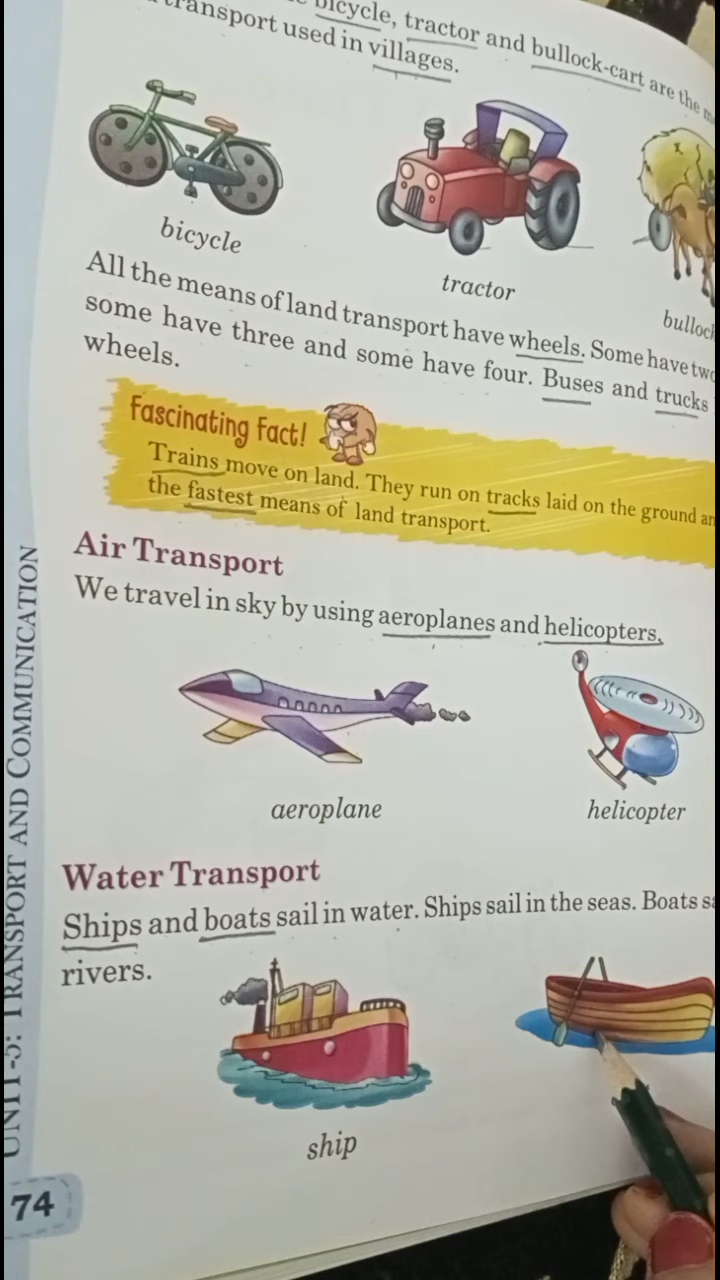 bicycle, tractor and bullock-cart are the
transport used in villages.
bicycle
tractor
All the means of land transport have wheels. Some have two
some have three and some have four. Buses and trucks
wheels.
Fascinating Fact!
Trains move on land. They run on tracks laid on the ground
the fastest means of land transport.
Air Transport
We travel in sky by using aeroplanes and helicopters.
aeroplane
helicopter
Water Transport
Ships and boats sail in water. Ships sail in the seas. Boats
rivers.
ship
UNIT-5: TRANSPORT AND COMMUNICATION
74